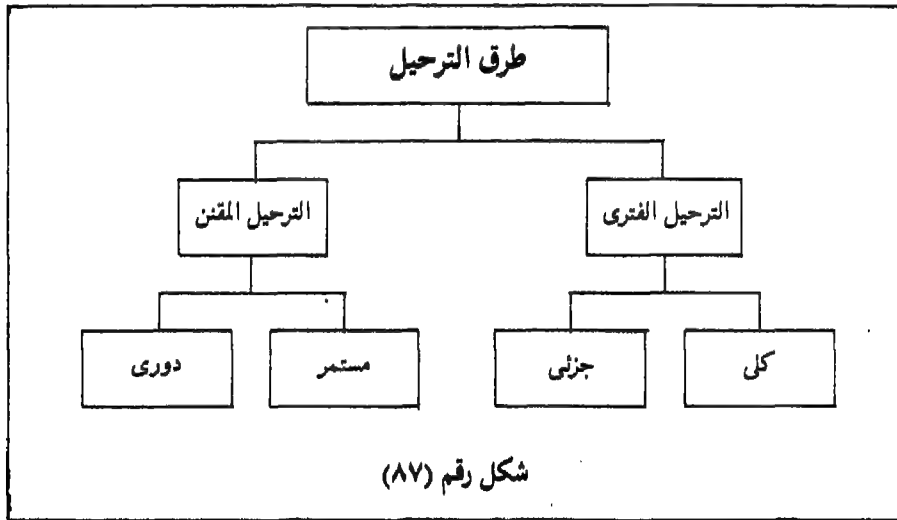 طرق الترحيل
الترحيل الفترى
الترحيل المقنن
كلى
جزئى
مستمر
دورى
شكل رقم (٨٧)